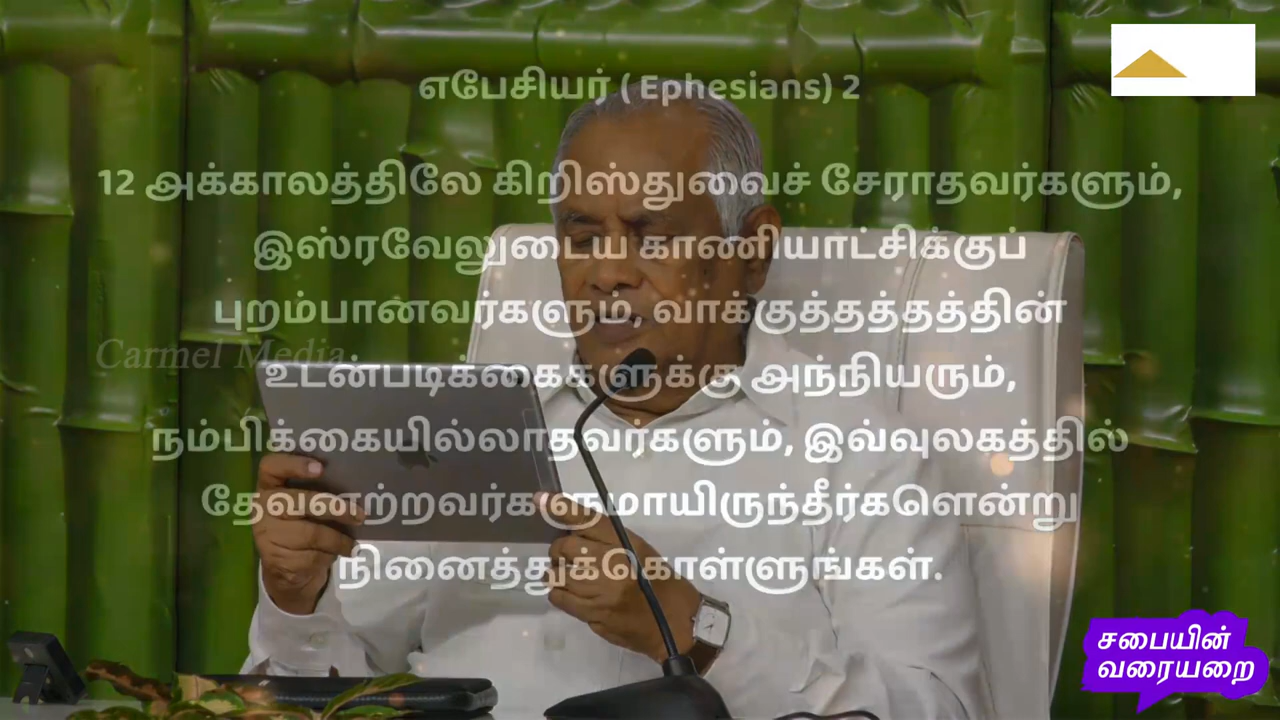 எபேசியர் (Ephesians) 2
12 அக்காலத்திலே கிறிஸ்துவைச் சேராதவர்களும்,
இஸ்ரவேலுடைய காணியாட்சிக்குப்
புறம்பானவர்களும், வாக்குத்தத்தத்தின்
உடன்படிக்கைகளுக்கு அந்நியரும்,
நம்பிக்கையில்லாதவர்களும், இவ்வுலகத்தில்
தேவனற்றவர்களுமாயிருந்தீர்களென்று
நினைத்துக்கொள்ளுங்கள்.
Carmel Media
சபையின்
வரையறை